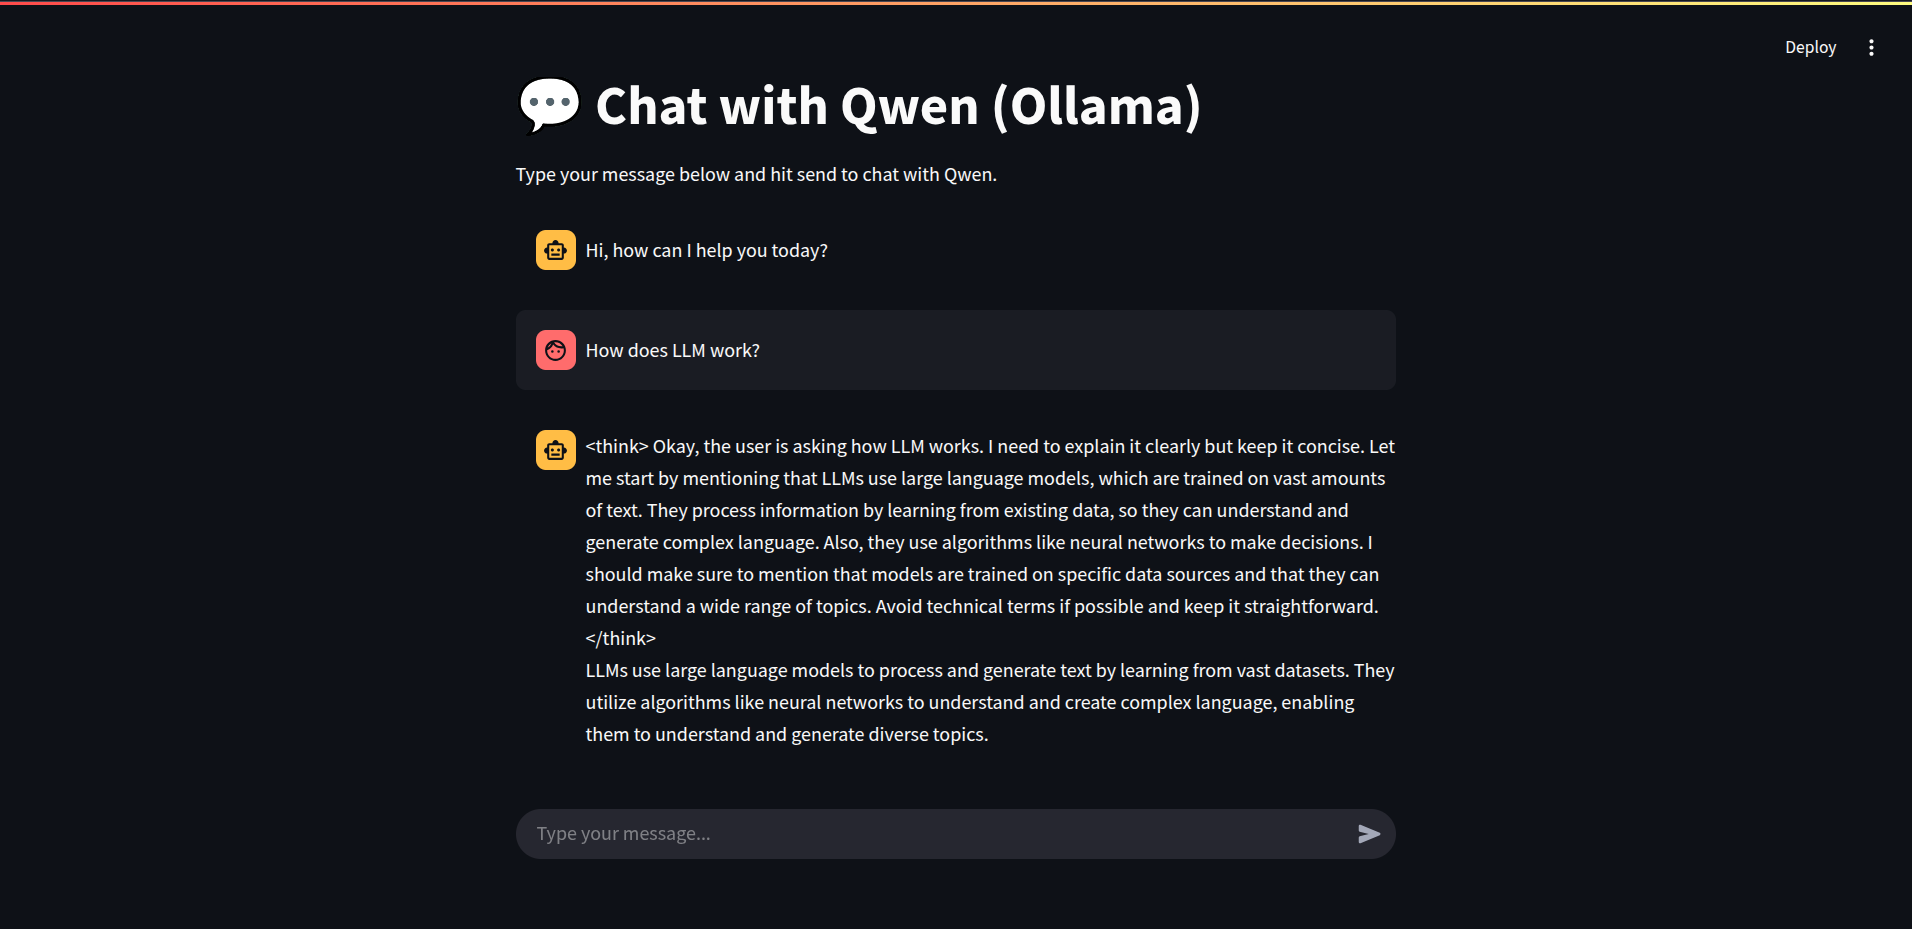 Deploy
💬 Chat with Qwen (Ollama)
Type your message below and hit send to chat with Qwen.
Hi, how can I help you today?
How does LLM work?
<think> Okay, the user is asking how LLM works. I need to explain it clearly but keep it concise. Let
me start by mentioning that LLMs use large language models, which are trained on vast amounts
of text. They process information by learning from existing data, so they can understand and
generate complex language. Also, they use algorithms like neural networks to make decisions. I
should make sure to mention that models are trained on specific data sources and that they can
understand a wide range of topics. Avoid technical terms if possible and keep it straightforward.
</think>
LLMs use large language models to process and generate text by learning from vast datasets. They
utilize algorithms like neural networks to understand and create complex language, enabling
them to understand and generate diverse topics.
Type your message...